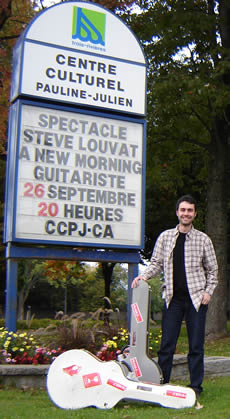 trois-rivières
CENTRE
CULTUREL
PAULINE-JULIEN
SPECTACLE
STEVE LOUVAT
A NEW MORNING
GUITARISTE
26 SEPTEMBRE
20 HEURES
CCPJ.CA